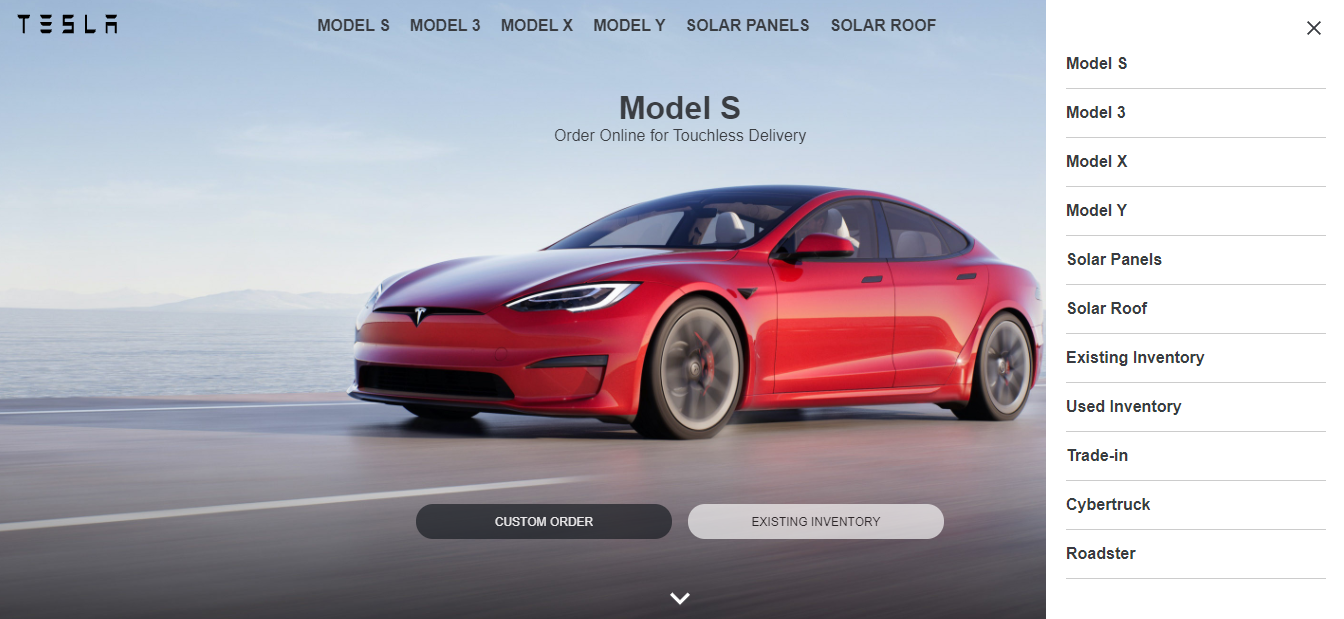 TESLA
MODEL S MODEL 3 MODEL X MODEL Y SOLAR PANELS SOLAR ROOF
Model S
Order Online for Touchless Delivery
CUSTOM ORDER
EXISTING INVENTORY
Model S
Model 3
Model X
Model Y
Solar Panels
Solar Roof
Existing Inventory
Used Inventory
Trade-in
Cybertruck
Roadster